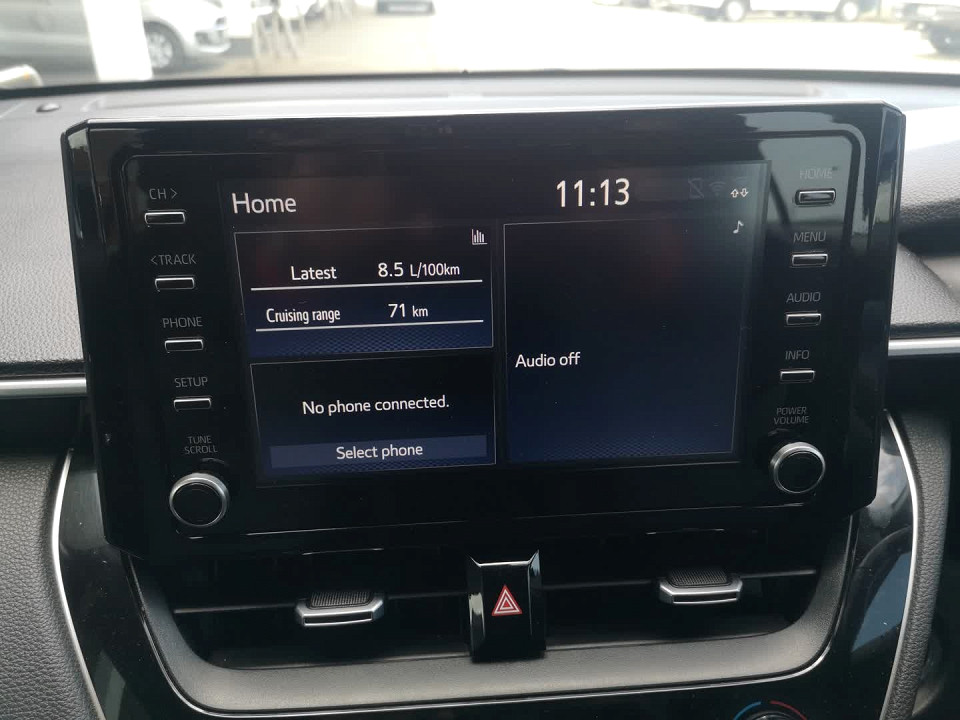 CH >
<TRACK
PHONE
SETUP
TUNE
SCROLL
Home
11:13
Latest 8.5 L/100km
Cruising range 71 km
No phone connected.
Select phone
Audio off
HOME
MENU
AUDIO
INFO
POWER
VOLUME